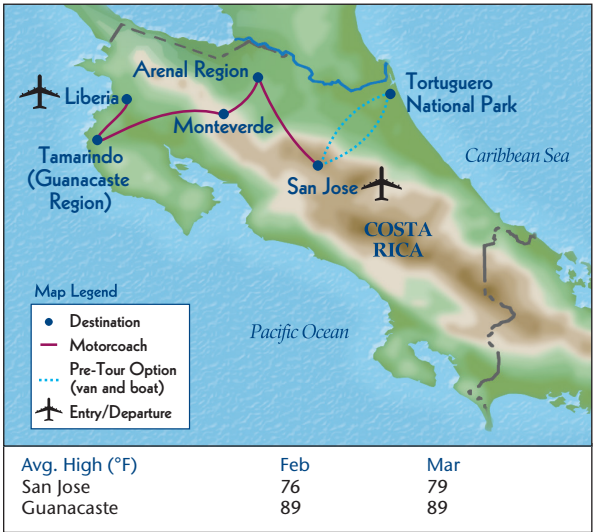 Arenal Region
Liberia
Tortuguero
National Park
Monteverde
Caribbean Sea
Tamarindo
(Guanacaste
Region)
San Jose
COSTA
RICA
Map Legend
Destination
Motorcoach
Pre-Tour Option
(van and boat)
Entry/Departure
Pacific Ocean
Avg. High (°F) Feb Mar
San Jose 76 79
Guanacaste 89 89